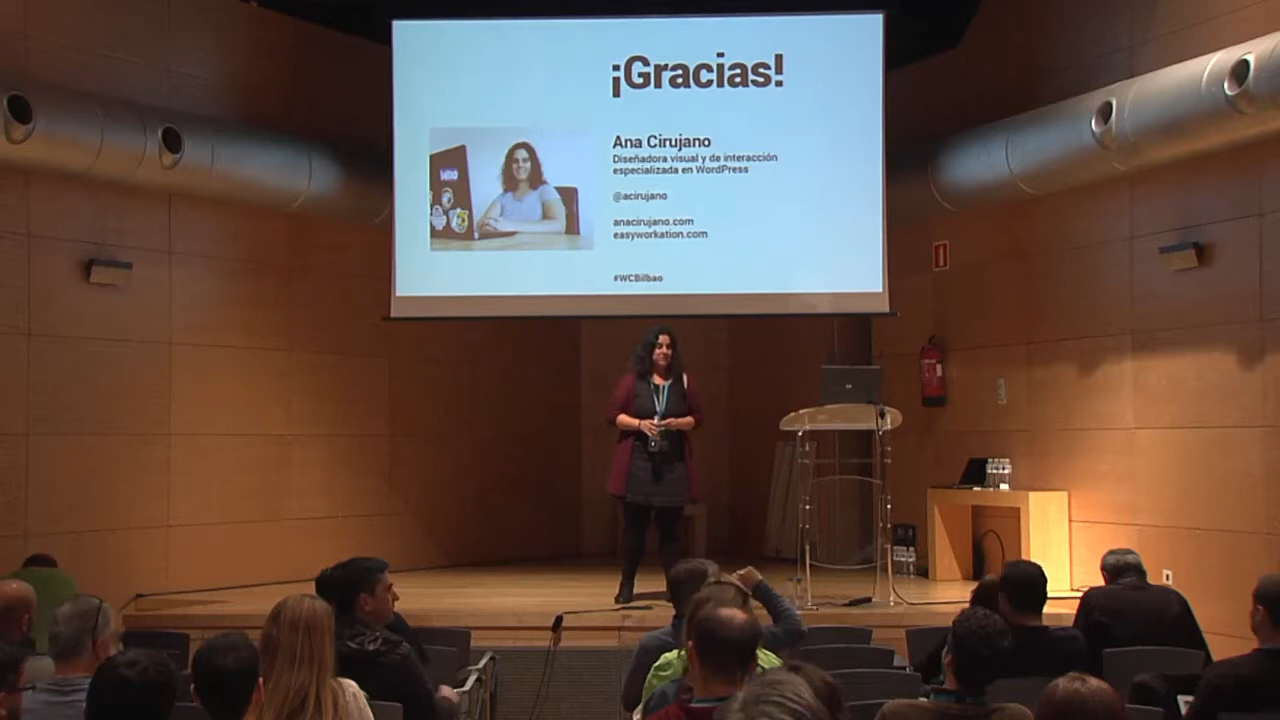 ¡Gracias!
Ana Cirujano
Diseñadora visual y de interacción
especializada en WordPress
@acirujano
anacirujano.com
easyworkation.com
#WCBilbao